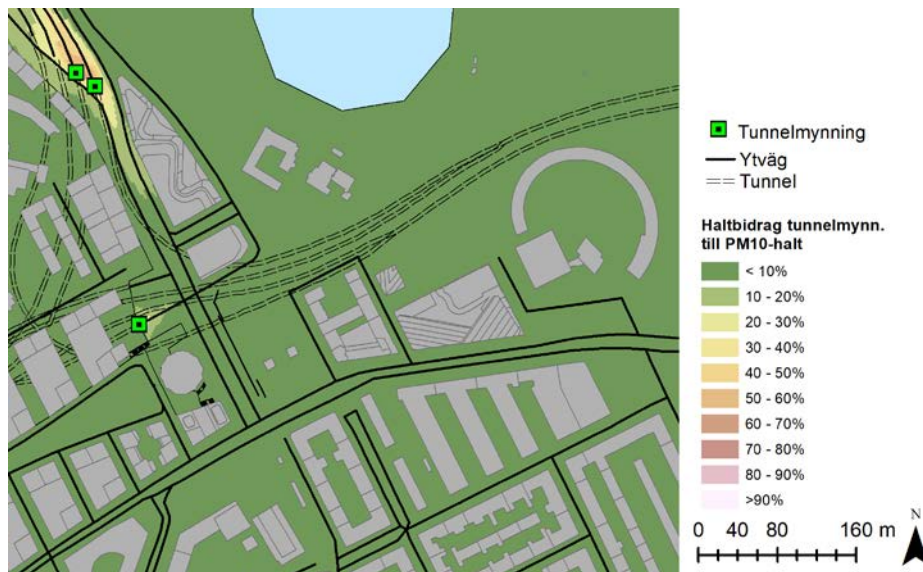 Tunnelmynning
Ytväg
Tunnel
Haltbidrag tunnelmynn.
till PM10-halt
< 10%
10 - 20%
20 - 30%
30 - 40%
40 - 50%
50 - 60%
60 - 70%
70 - 80%
80 - 90%
>90%
N
0 40 80 160 m